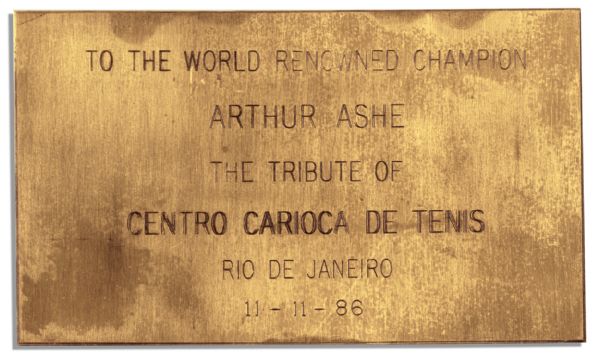 TO THE WORLD RENOWNED CHAMPION
ARTHUR ASHE
THE TRIBUTE OF
CENTRO CARIOCA DE TENIS
RIO DE JANEIRO
11 - 11 - 86